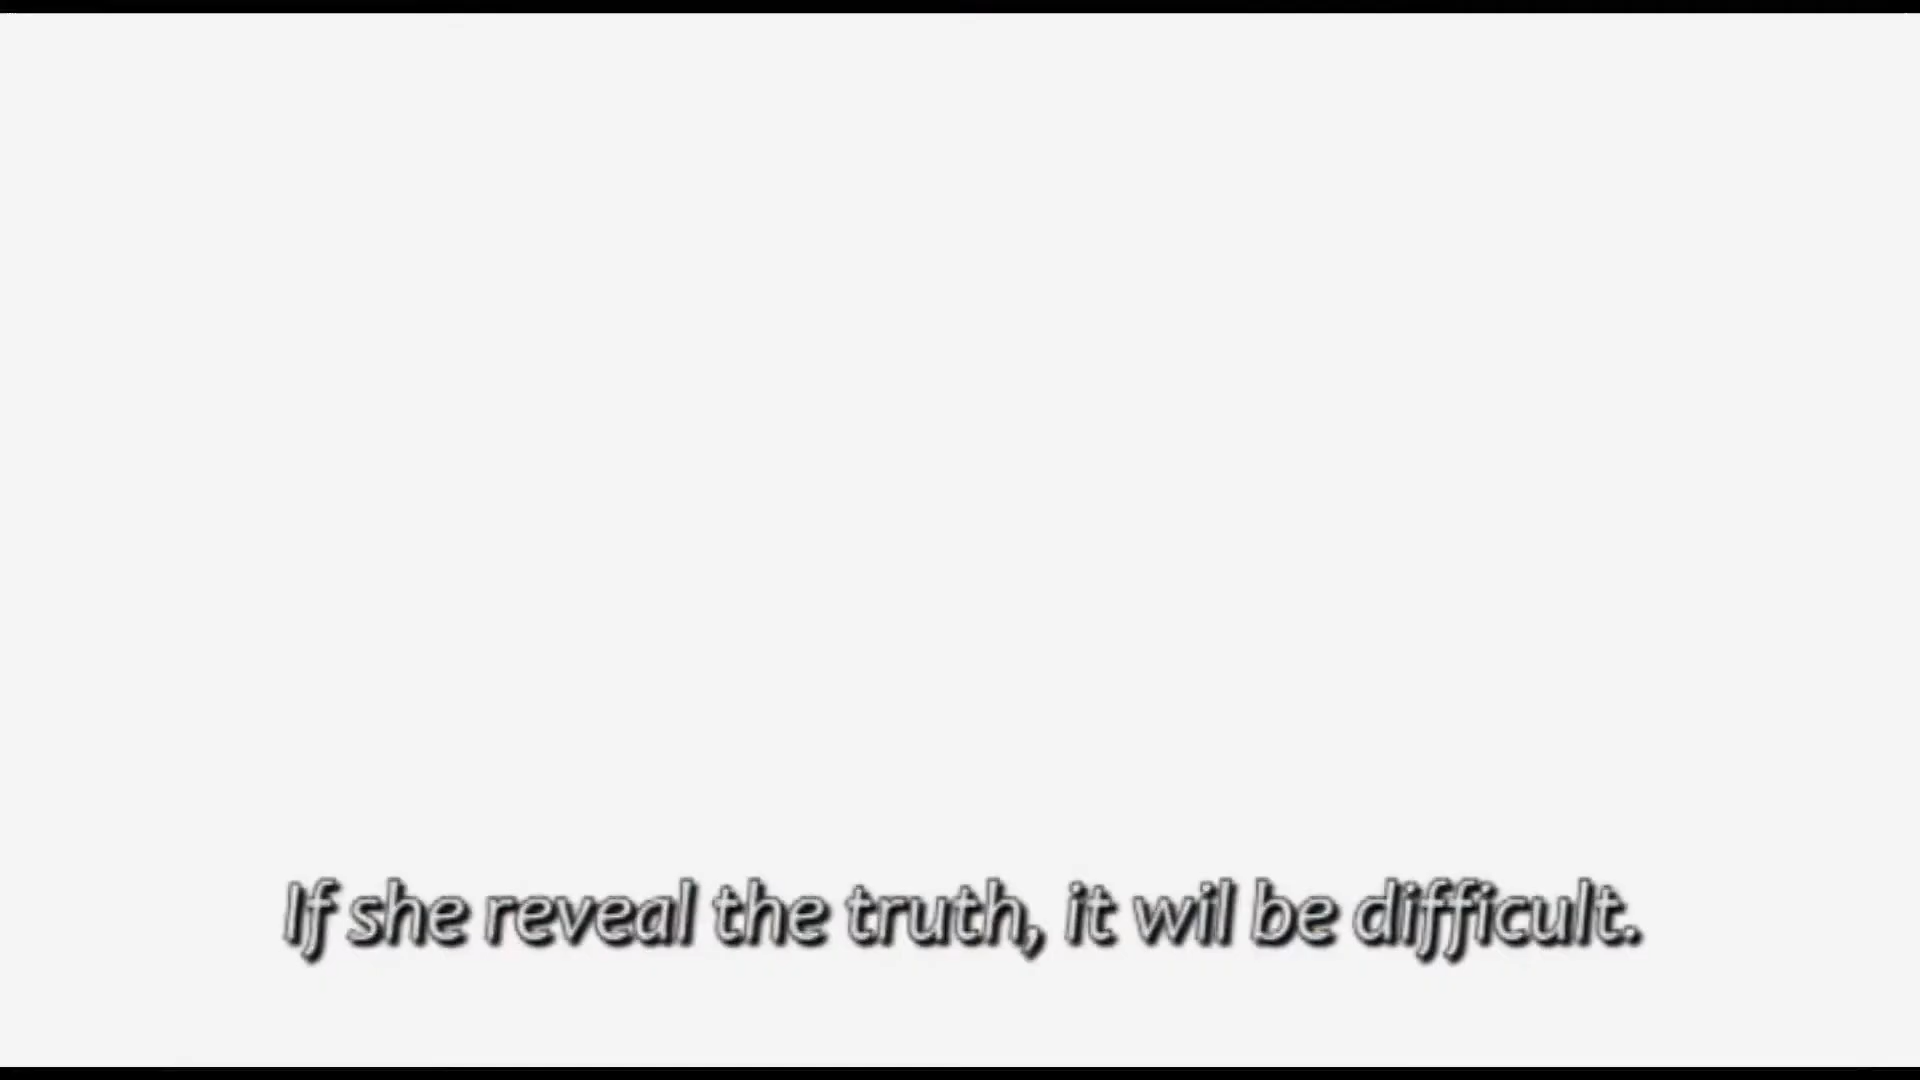 If she reveal the truth, it wil be difficult.